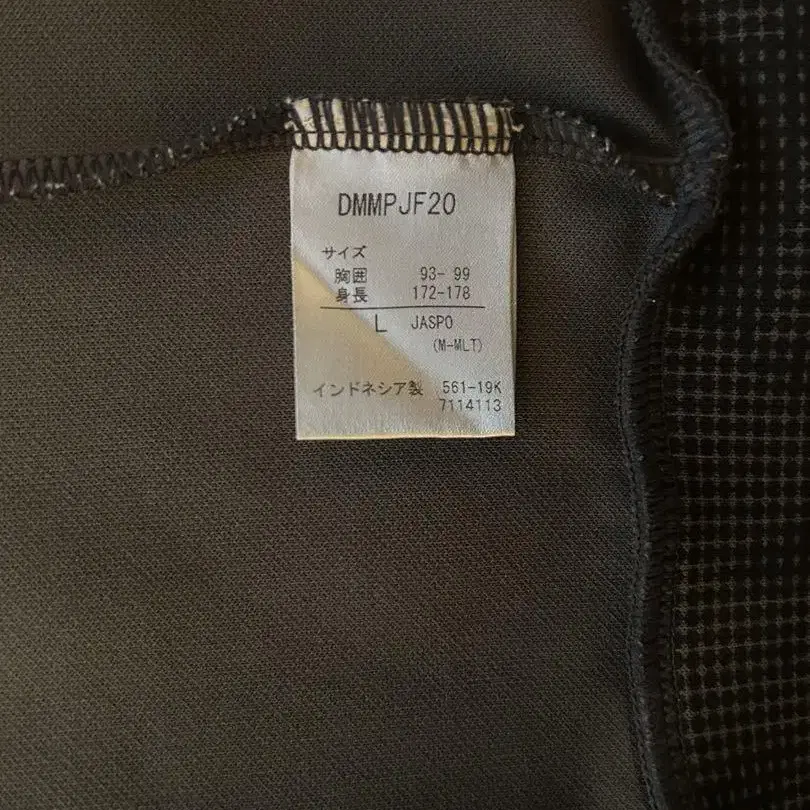 DMMPJF20
サイズ
胸囲 93- 99
身長 172-178
L JASPO
(M-MLT)
インドネシア製 561-19K
7114113